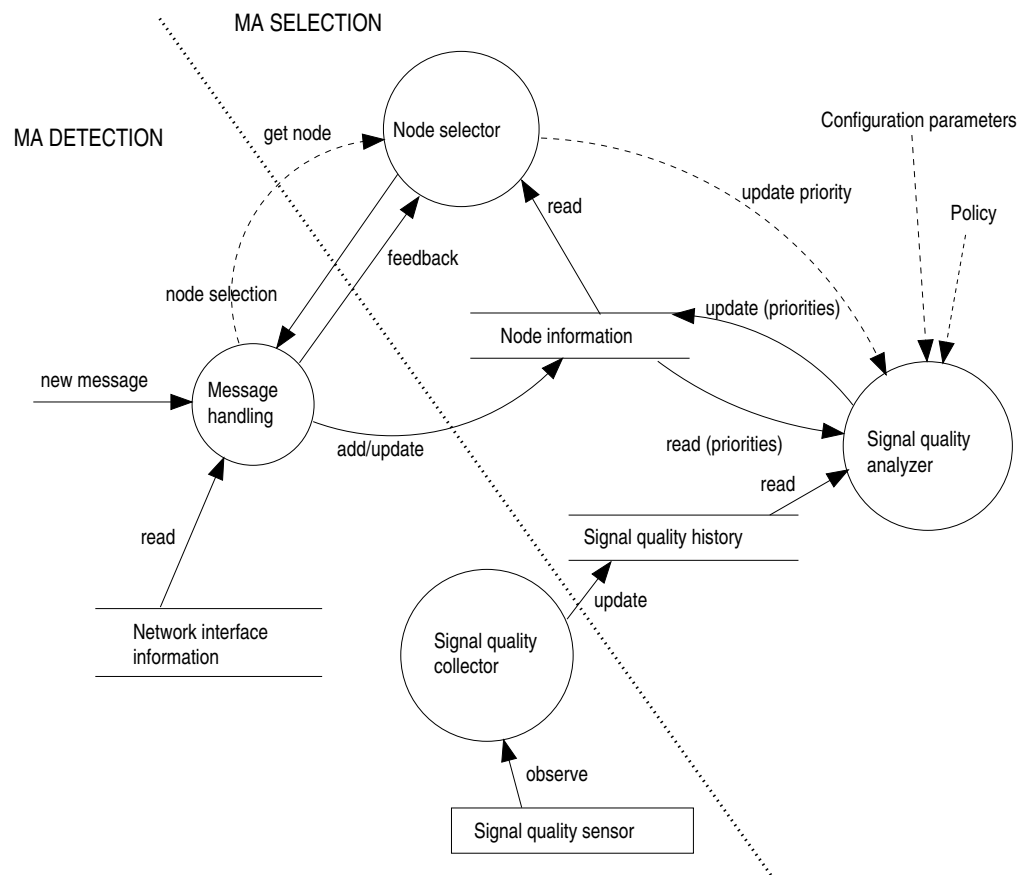 MA SELECTION
MA DETECTION
get node
Node selector
Configuration parameters
update priority
Policy
read
feedback
node selection
update (priorities)
Node information
new message
Message
handling
add/update
read (priorities)
Signal quality
analyzer
read
Signal quality history
read
update
Network interface
information
Signal quality
collector
observe
Signal quality sensor